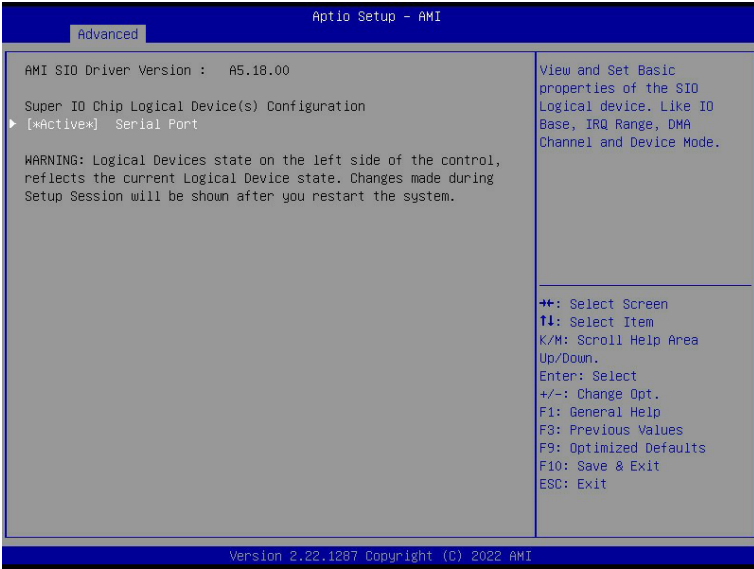 Aptio Setup – AMI
Advanced
AMI SIO Driver Version :   A5.18.00
Super IO Chip Logical Device(s) Configuration
▶ [*Active*]  Serial Port
WARNING: Logical Devices state on the left side of the control,
reflects the current Logical Device state. Changes made during
Setup Session will be shown after you restart the system.
View and Set Basic
properties of the SIO
Logical device. Like IO
Base, IRQ Range, DMA
Channel and Device Mode.
→←: Select Screen
↑↓: Select Item
K/M: Scroll Help Area
Up/Down.
Enter: Select
+/-: Change Opt.
F1: General Help
F3: Previous Values
F9: Optimized Defaults
F10: Save & Exit
ESC: Exit
Version 2.22.1287 Copyright (C) 2022 AMI